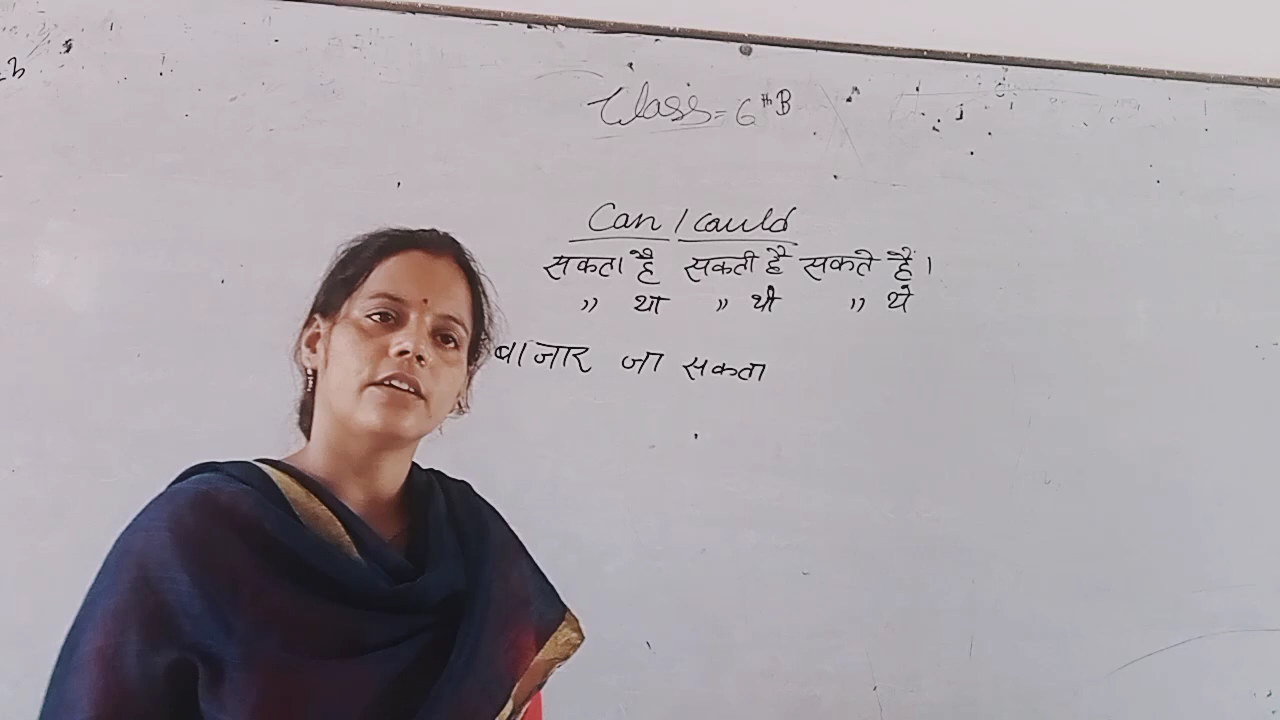 Class = 6th B
Can / could
सकता है सकती है सकते हैं।
" था " थी " थे
बाजार जा सकता